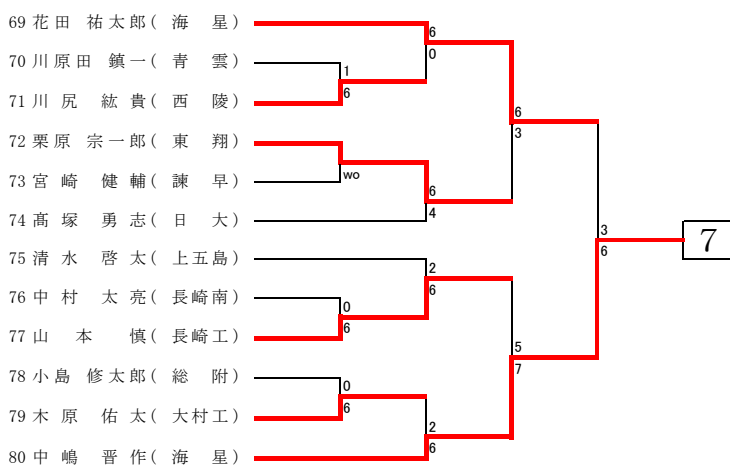 69 花田 祐太郎( 海 星)
6
0
70 川原田 鎮一( 青 雲)
1
6
71 川尻 紘貴( 西 陵)
6
3
72 栗原 宗一郎( 東 翔)
wo
73 宮崎 健輔( 諫早)
6
4
74 髙塚 勇志( 日 大)
3
6
7
75 清水 啓太( 上五島)
2
6
76 中村 太亮( 長崎南)
0
6
77 山本 慎( 長崎工)
5
7
78 小島 修太郎( 総 附)
0
6
79 木原 佑太( 大村工)
2
6
80 中嶋 晋作( 海 星)